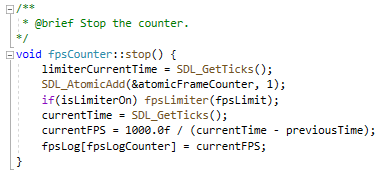 /**
 * @brief Stop the counter.
 */
void fpsCounter::stop() {
    limiterCurrentTime = SDL_GetTicks();
    SDL_AtomicAdd(&atomicFrameCounter, 1);
    if(isLimiterOn) fpsLimiter(fpsLimit);
    currentTime = SDL_GetTicks();
    currentFPS = 1000.0f / (currentTime - previousTime);
    fpsLog[fpsLogCounter] = currentFPS;
}